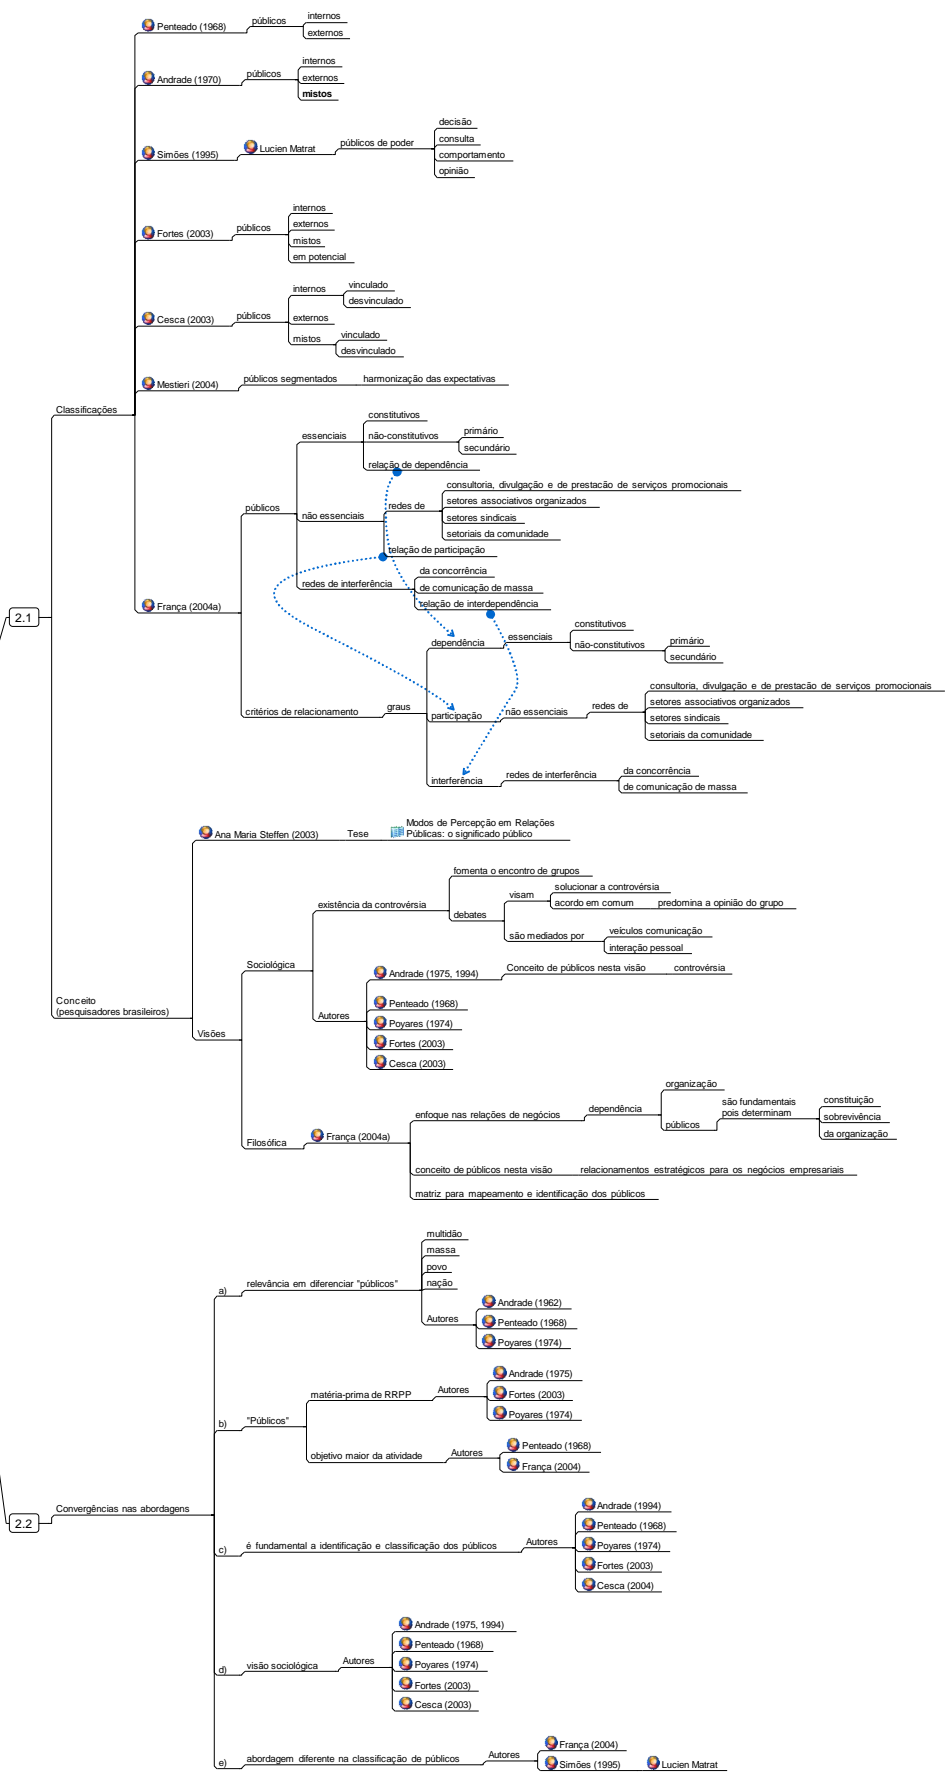 2.1
Classificações
Penteado (1968)
públicos
internos
externos
Andrade (1970)
públicos
internos
externos
mistos
Simões (1995)
Lucien Matrat
públicos de poder
decisão
consulta
comportamento
opinião
Fortes (2003)
públicos
internos
externos
mistos
em potencial
Cesca (2003)
públicos
internos
vinculado
desvinculado
externos
mistos
vinculado
desvinculado
Mestieri (2004)
públicos segmentados
harmonização das expectativas
França (2004a)
públicos
essenciais
constitutivos
não-constitutivos
primário
secundário
relação de dependência
não essenciais
redes de
consultoria, divulgação e de prestacão de serviços promocionais
setores associativos organizados
setores sindicais
setoriais da comunidade
relação de participação
redes de interferência
da concorrência
de comunicação de massa
relação de interdependência
critérios de relacionamento
graus
dependência
essenciais
constitutivos
não-constitutivos
primário
secundário
participação
não essenciais
redes de
consultoria, divulgação e de prestacão de serviços promocionais
setores associativos organizados
setores sindicais
setoriais da comunidade
interferência
redes de interferência
da concorrência
de comunicação de massa
Conceito
(pesquisadores brasileiros)
Ana Maria Steffen (2003)
Tese
Modos de Percepção em Relações
Públicas: o significado público
Visões
Sociológica
existência da controvérsia
fomenta o encontro de grupos
debates
visam
solucionar a controvérsia
acordo em comum
predomina a opinião do grupo
são mediados por
veículos comunicação
interação pessoal
Autores
Andrade (1975, 1994)
Conceito de públicos nesta visão
controvérsia
Penteado (1968)
Poyares (1974)
Fortes (2003)
Cesca (2003)
Filosófica
França (2004a)
enfoque nas relações de negócios
dependência
organização
públicos
são fundamentais
pois determinam
constituição
sobrevivência
da organização
conceito de públicos nesta visão
relacionamentos estratégicos para os negócios empresariais
matriz para mapeamento e identificação dos públicos
2.2
Convergências nas abordagens
a)
relevância em diferenciar "públicos"
multidão
massa
povo
nação
Autores
Andrade (1962)
Penteado (1968)
Poyares (1974)
b)
"Públicos"
matéria-prima de RRPP
Autores
Andrade (1975)
Fortes (2003)
Poyares (1974)
objetivo maior da atividade
Autores
Penteado (1968)
França (2004)
c)
é fundamental a identificação e classificação dos públicos
Autores
Andrade (1994)
Penteado (1968)
Poyares (1974)
Fortes (2003)
Cesca (2004)
d)
visão sociológica
Autores
Andrade (1975, 1994)
Penteado (1968)
Poyares (1974)
Fortes (2003)
Cesca (2003)
e)
abordagem diferente na classificação de públicos
Autores
França (2004)
Simões (1995)
Lucien Matrat